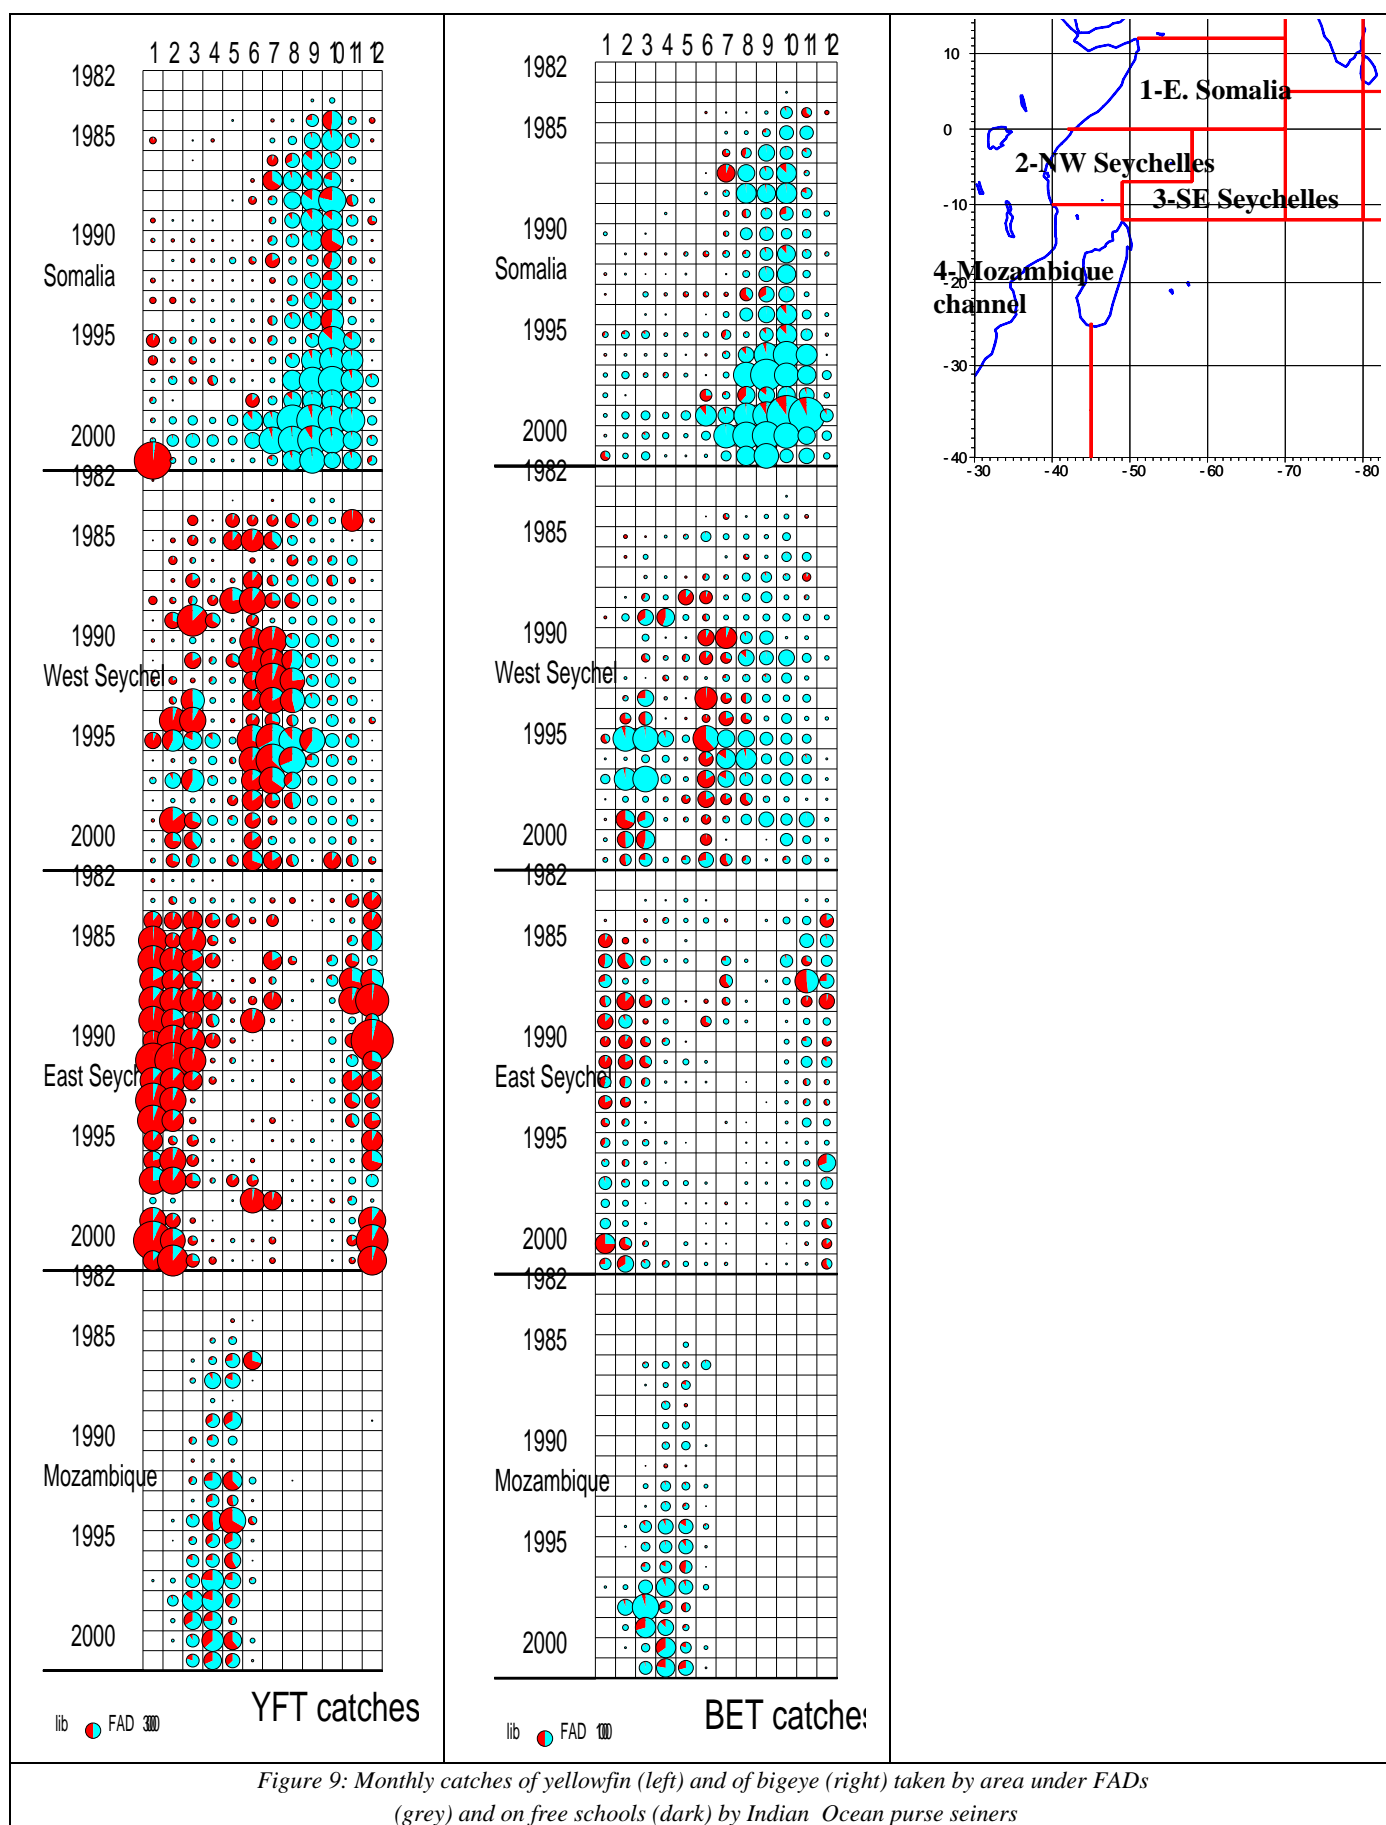 1 2 3 4 5 6 7 8 9 10 11 12
1982
1985
1990
Somalia
1995
2000
1982
1985
1990
West Seychel
1995
2000
1982
1985
1990
East Seych
1995
2000
1982
1985
1990
Mozambique
1995
2000
lib FAD
YFT catches
1 2 3 4 5 6 7 8 9 10 11 12
1982
1985
1990
Somalia
1995
2000
1982
1985
1990
West Seychel
1995
2000
1982
1985
1990
East Seychel
1995
2000
1982
1985
1990
Mozambique
1995
2000
lib FAD
BET catches
10
1-E. Somalia
0
2-NW Seychelles
3-SE Seychelles
-10
4-Mozambique
-20
channel
-30
-40
-30 -40 -50 -60 -70 -80
Figure 9: Monthly catches of yellowfin (left) and of bigeye (right) taken by area under FADs
(grey) and on free schools (dark) by Indian Ocean purse seiners